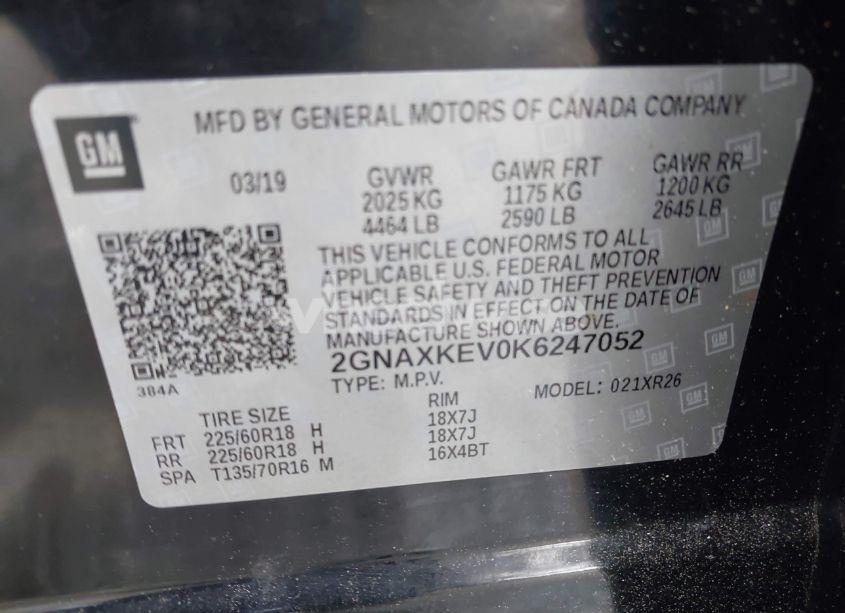 GM
MFD BY GENERAL MOTORS OF CANADA COMPANY
03/19
GVWR
2025 KG
4464 LB
GAWR FRT
1175 KG
2590 LB
GAWR RR
1200 KG
2645 LB
THIS VEHICLE CONFORMS TO ALL
APPLICABLE U.S. FEDERAL MOTOR
VEHICLE SAFETY AND THEFT PREVENTION
STANDARDS IN EFFECT ON THE DATE OF
MANUFACTURE SHOWN ABOVE.
2GNAXKEV0K6247052
TYPE: M.P.V.
MODEL: 021XR26
384A
TIRE SIZE
RIM
FRT 225/60R18 H 18X7J
RR 225/60R18 H 18X7J
SPA T135/70R16 M 16X4BT